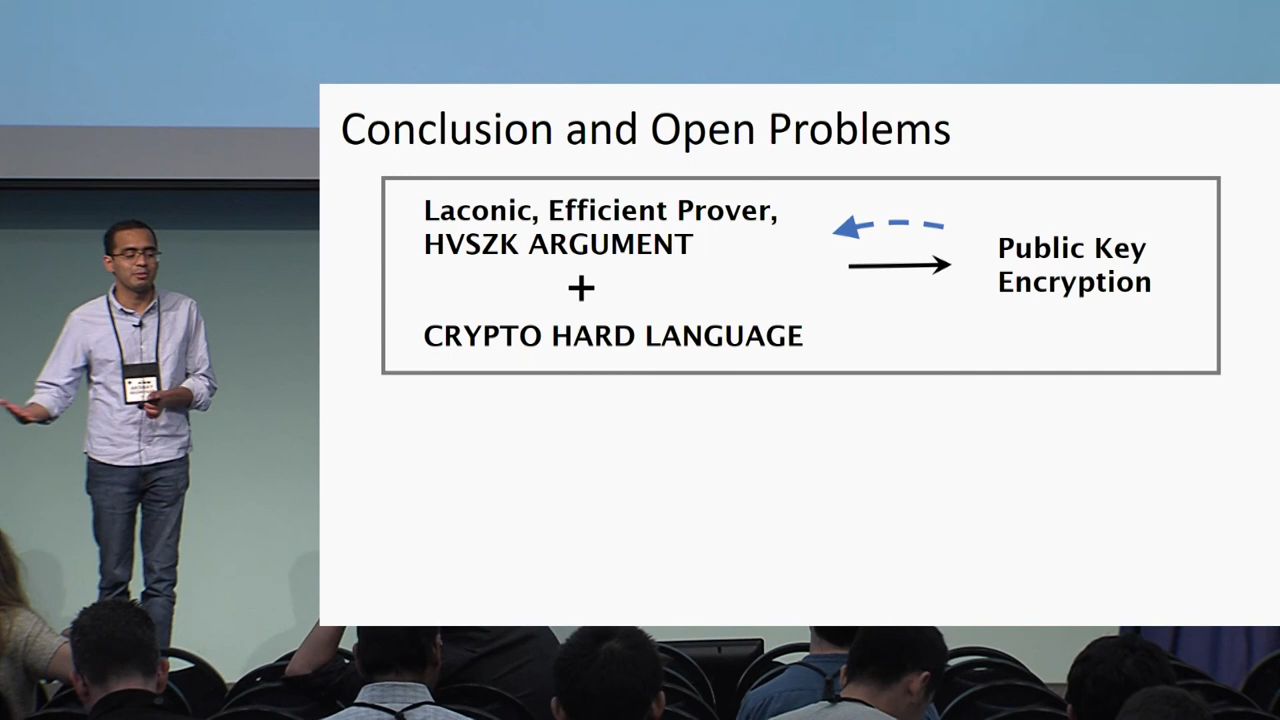 Conclusion and Open Problems
Laconic, Efficient Prover,
HVSZK ARGUMENT
+
CRYPTO HARD LANGUAGE
Public Key
Encryption